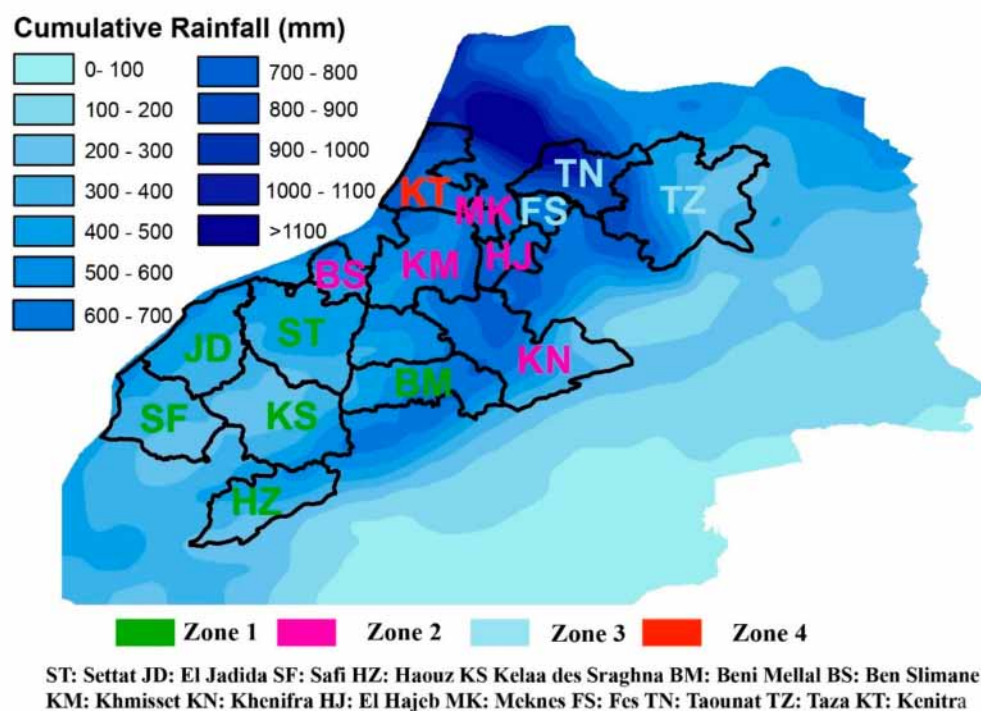 Cumulative Rainfall (mm)
0- 100
100 - 200
200 - 300
300 - 400
400 - 500
500 - 600
600 - 700
700 - 800
800 - 900
900 - 1000
1000 - 1100
>1100
TN
KT
MK
FS
TZ
BS
KM
HJ
JD
ST
KN
BM
SF
KS
HZ
Zone 1
Zone 2
Zone 3
Zone 4
ST: Settat JD: El Jadida SF: Safi HZ: Haouz KS Kelaa des Sraghna BM: Beni Mellal BS: Ben Slimane
KM: Khmisset KN: Khenifra HJ: El Hajeb MK: Meknes FS: Fes TN: Taounat TZ: Taza KT: Kenitra